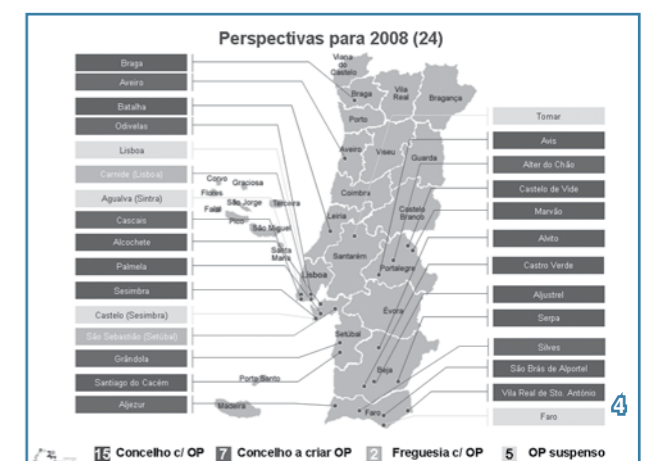 Perspectivas para 2008 (24)
Braga
Aveiro
Batalha
Odivelas
Lisboa
Carnide (Lisboa)
Agualva (Sintra)
Cascais
Alcochete
Palmela
Sesimbra
Castelo (Sesimbra)
São Sebastião (Setúbal)
Grândola
Santiago do Cacém
Aljezur
Viana
do
Castelo
Braga
Vila
Real
Bragança
Porto
Aveiro
Viseu
Guarda
Coimbra
Castelo
Branco
Leiria
Santarém
Portalegre
Lisboa
Évora
Setúbal
Beja
Faro
Corvo
Graciosa
Flores
São Jorge
Terceira
Faial
Pico
São Miguel
Santa
Maria
Porto Santo
Madeira
Tomar
Avis
Alter do Chão
Castelo de Vide
Marvão
Alvito
Castro Verde
Aljustrel
Serpa
Silves
São Brás de Alportel
Vila Real de Sto. António
Faro
4
15 Concelho c/ OP 7 Concelho a criar OP 2 Freguesia c/ OP 5 OP suspenso